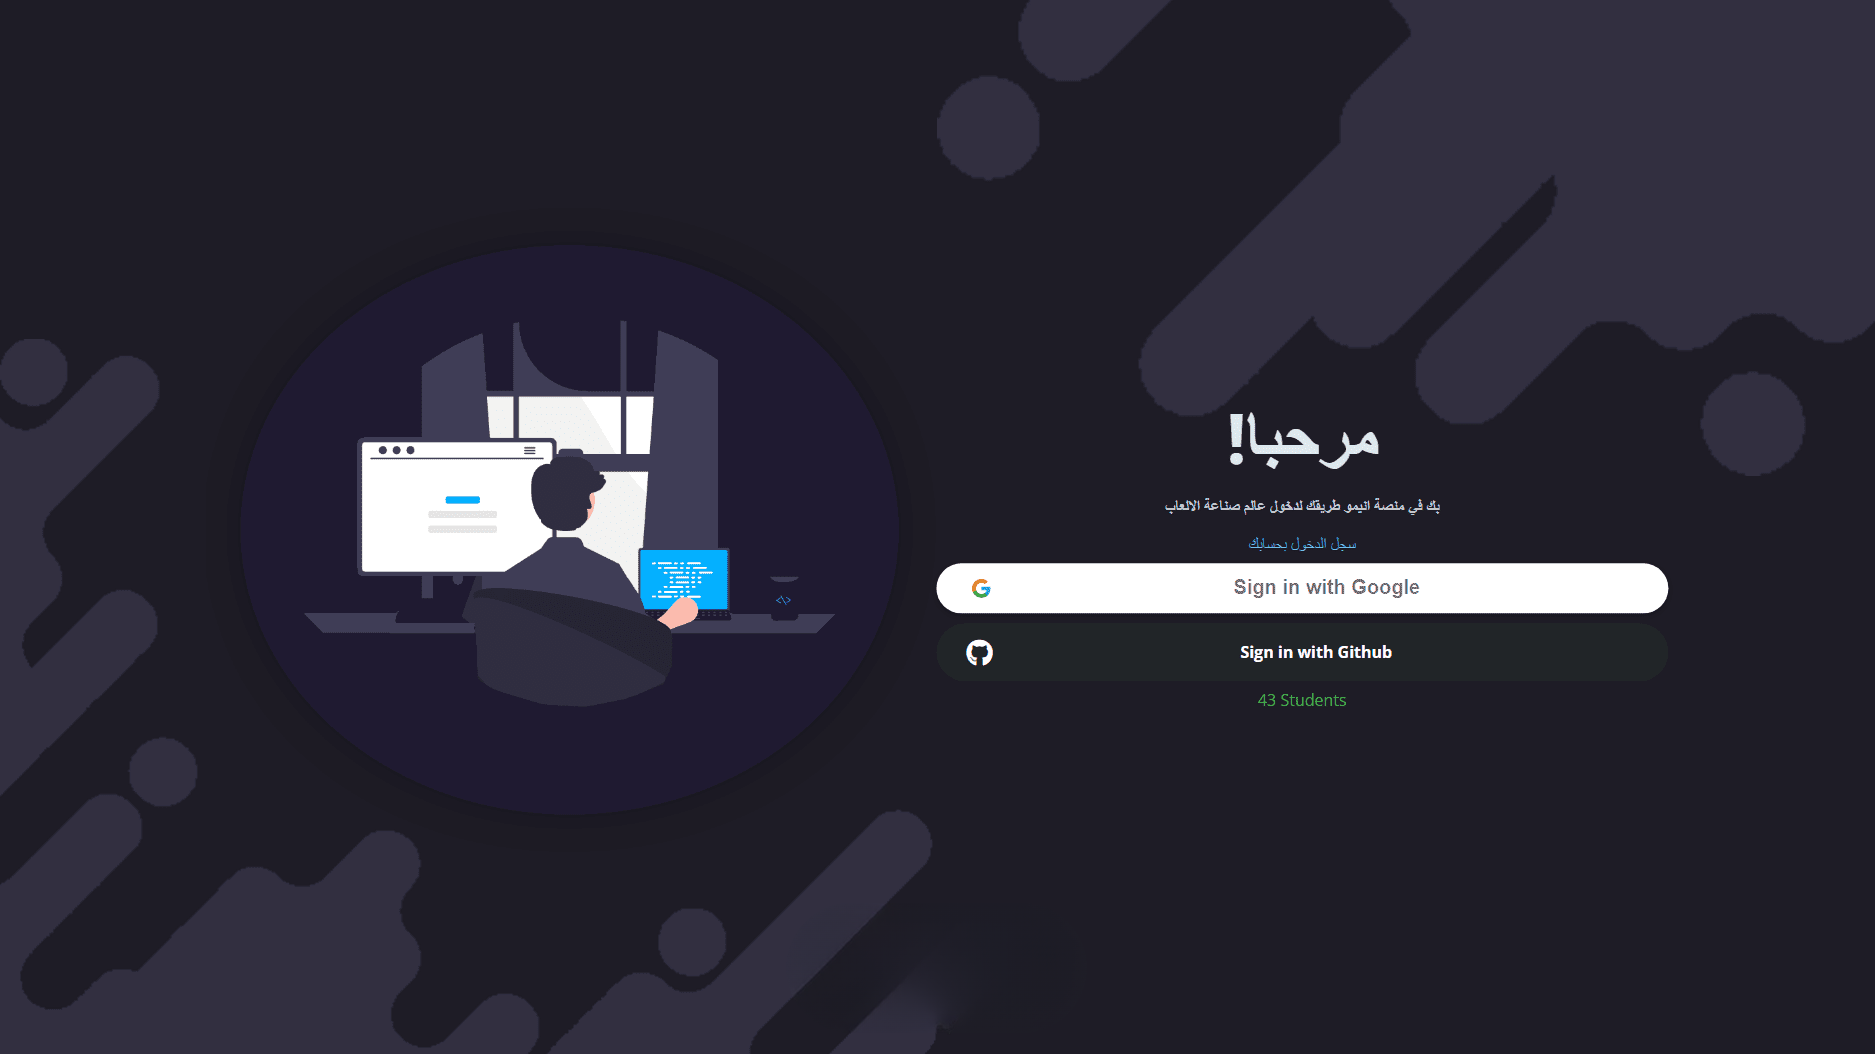 مرحبا!
بك في منصة انيمو طريقك لدخول عالم صناعة الالعاب
سجل الدخول بحسابك
Sign in with Google
Sign in with Github
43 Students
</>